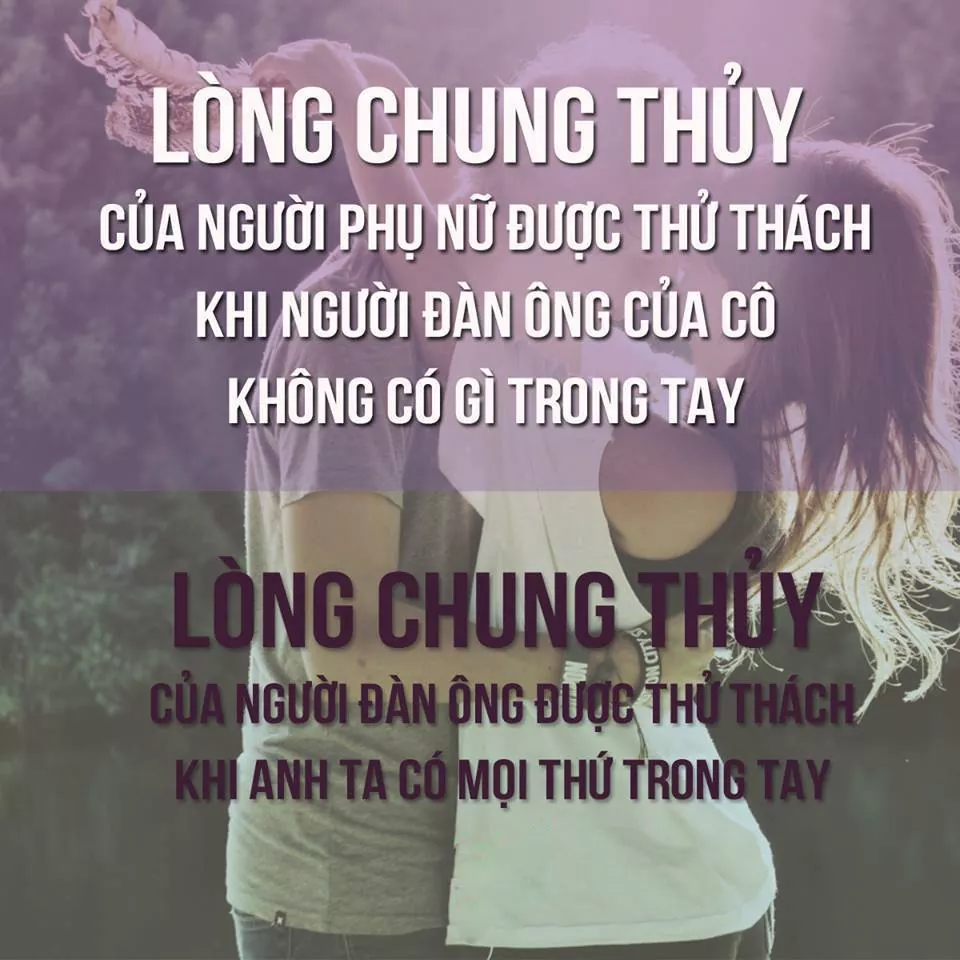 LÒNG CHUNG THỦY
CỦA NGƯỜI PHỤ NỮ ĐƯỢC THỬ THÁCH
KHI NGƯỜI ĐÀN ÔNG CỦA CÔ
KHÔNG CÓ GÌ TRONG TAY
LÒNG CHUNG THỦY
CỦA NGƯỜI ĐÀN ÔNG ĐƯỢC THỬ THÁCH
KHI ANH TA CÓ MỌI THỨ TRONG TAY